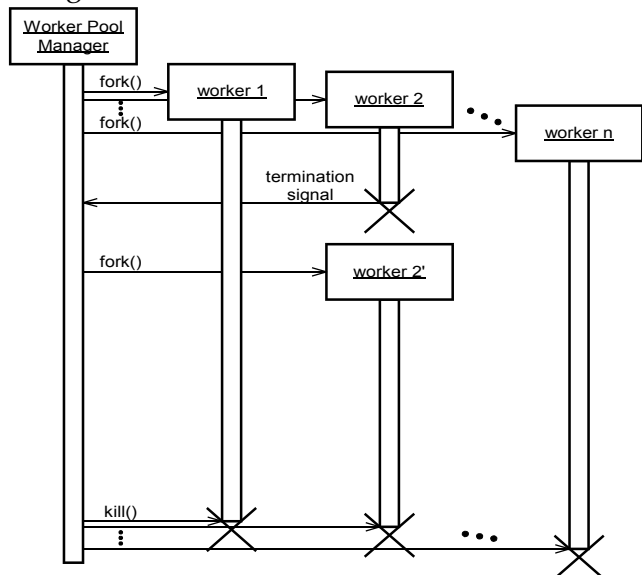 Worker Pool
Manager
fork()
worker 1
worker 2
fork()
worker n
termination
signal
fork()
worker 2'
kill()